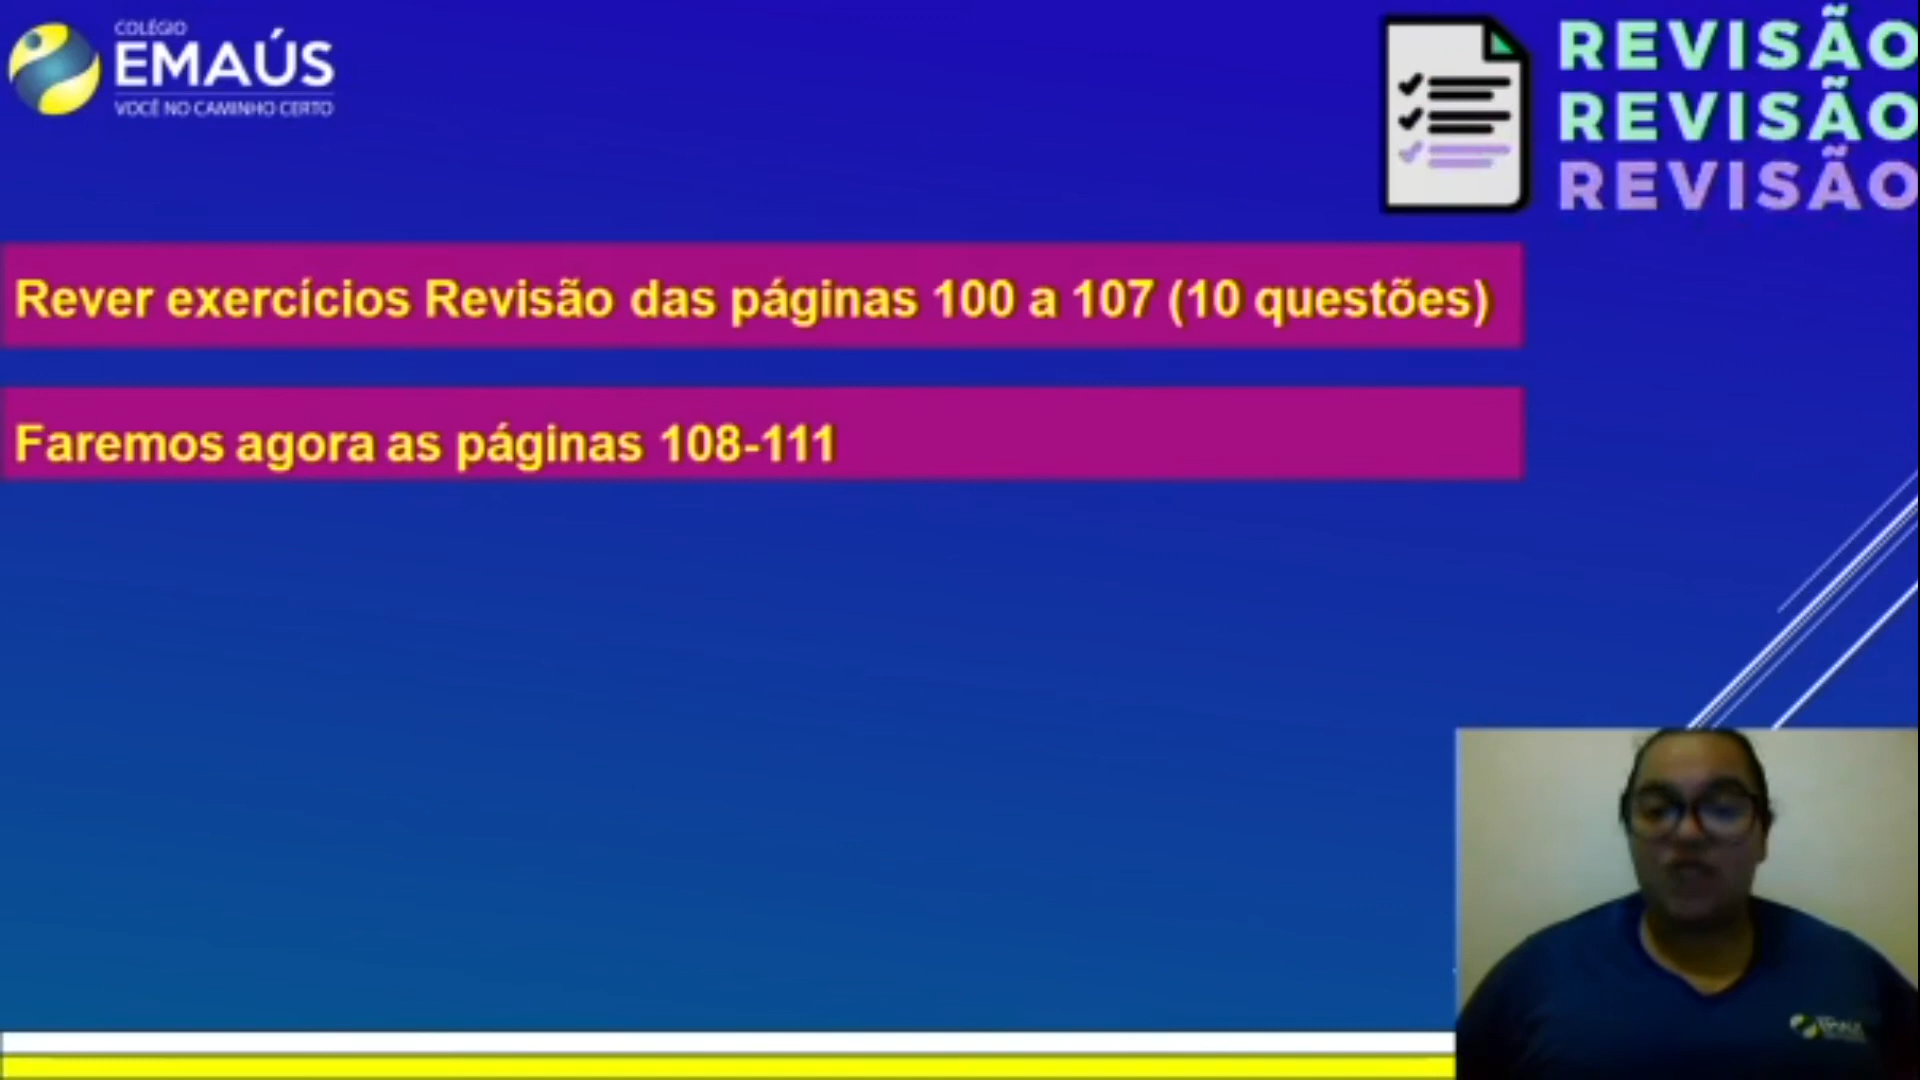 COLÉGIO
EMAÚS
VOCÊ NO CAMINHO CERTO
REVISÃO
REVISÃO
REVISÃO
Rever exercícios Revisão das páginas 100 a 107 (10 questões)
Faremos agora as páginas 108-111